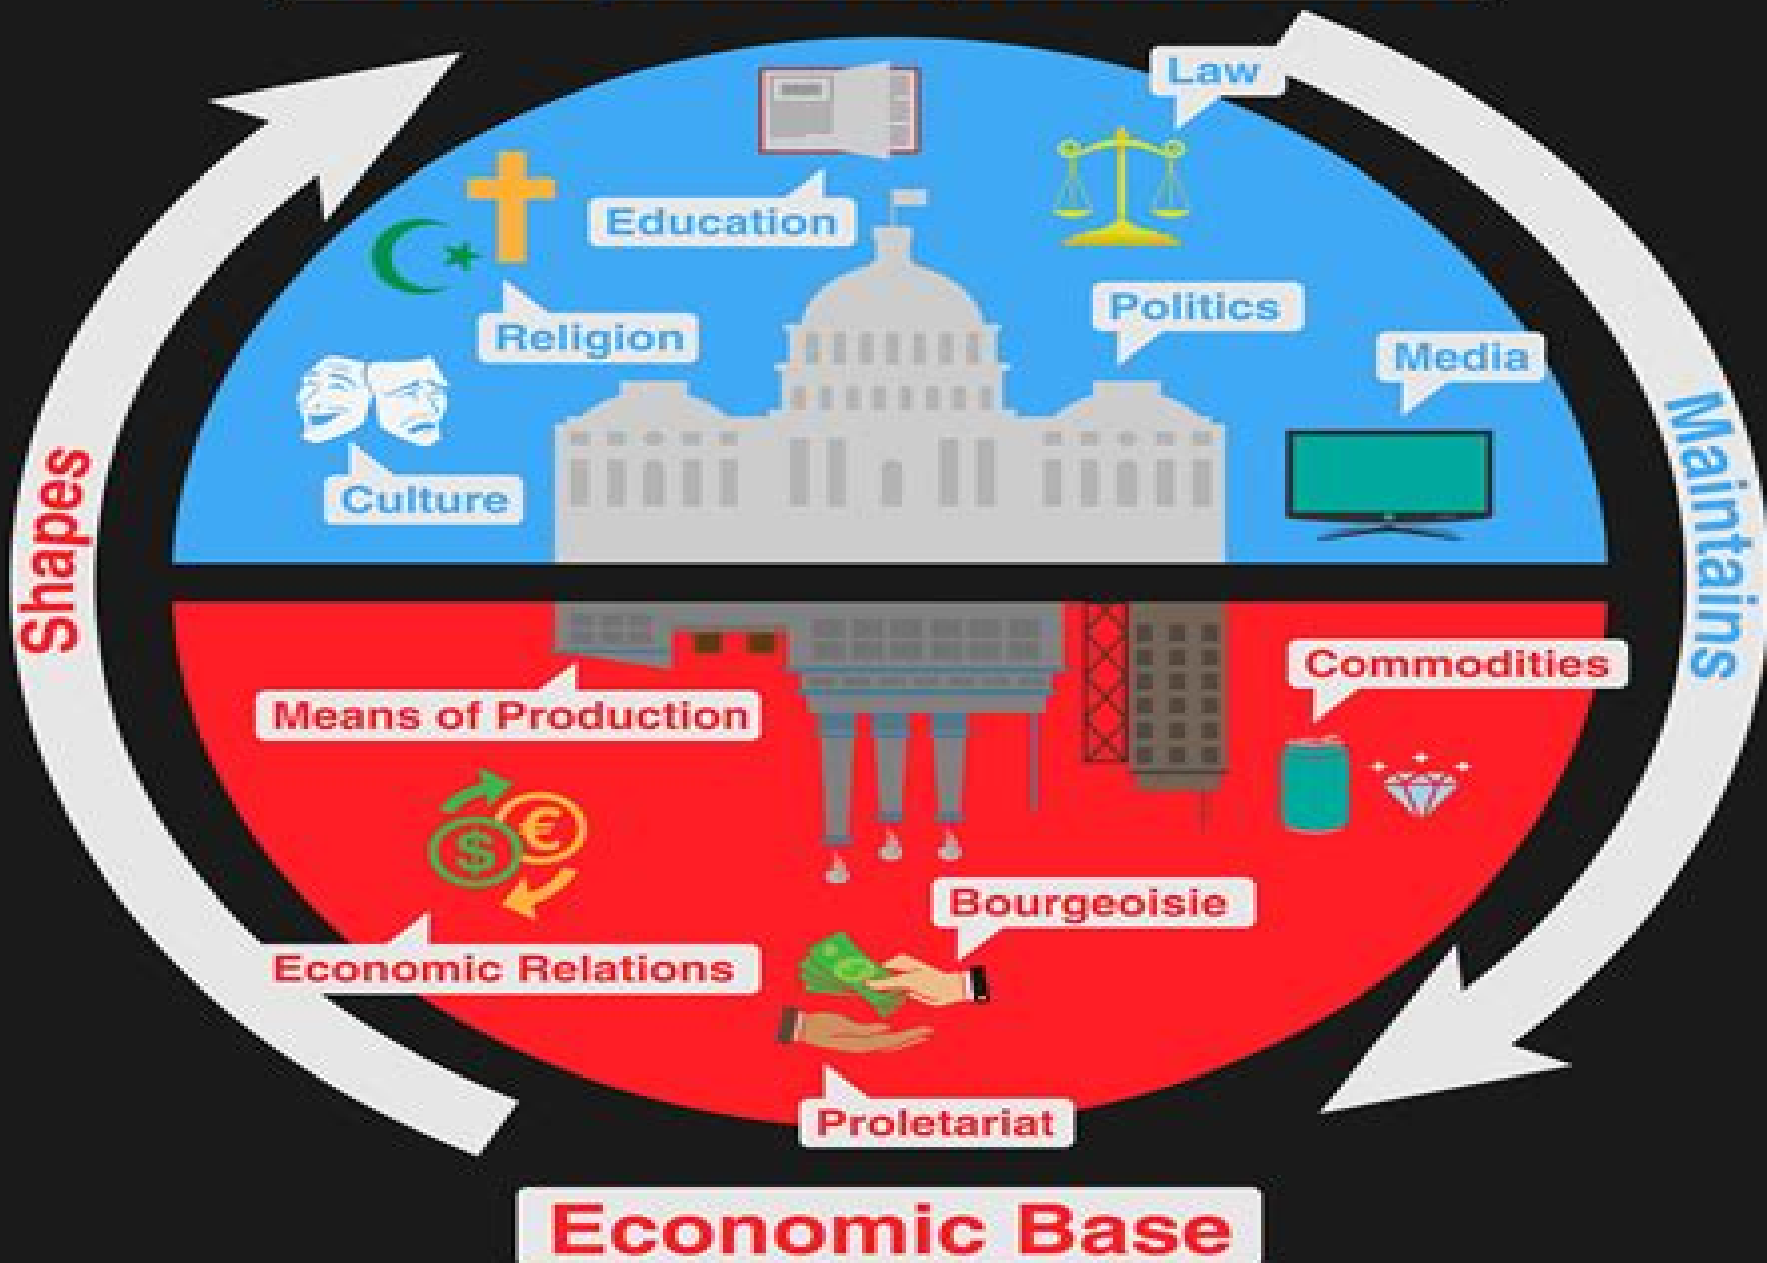 Law
Education
Politics
Religion
Media
Culture
Shapes
Maintains
Commodities
Means of Production
$
€
Bourgeoisie
Economic Relations
Proletariat
Economic Base